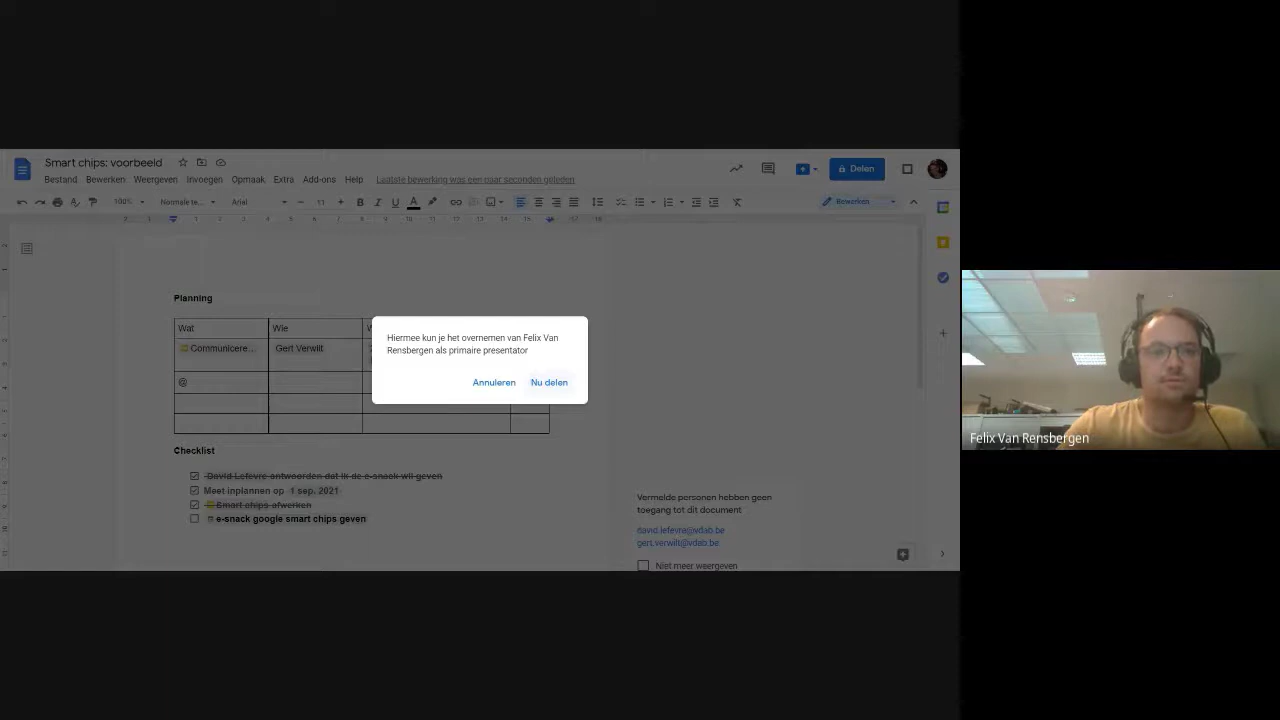 Smart chips: voorbeeld
Delen
Bestand Bewerken Weergeven Invoegen Opmaak Extra Add-ons Help Laatste bewerking was een paar seconden geleden
100% Normale te... Arial 11 Bewerken
Planning
Wat Wie
Communicere... Gert Verwilt
@
Hiermee kun je het overnemen van Felix Van
Rensbergen als primaire presentator
Annuleren Nu delen
Checklist
David Lefevre antwoorden dat ik de e-snack wil geven
Meet inplannen op 1 sep. 2021
Smart chips afwerken
e-snack google smart chips geven
Vermelde personen hebben geen
toegang tot dit document
david.lefevre@vdab.be
gert.verwilt@vdab.be
Niet meer weergeven
Felix Van Rensbergen